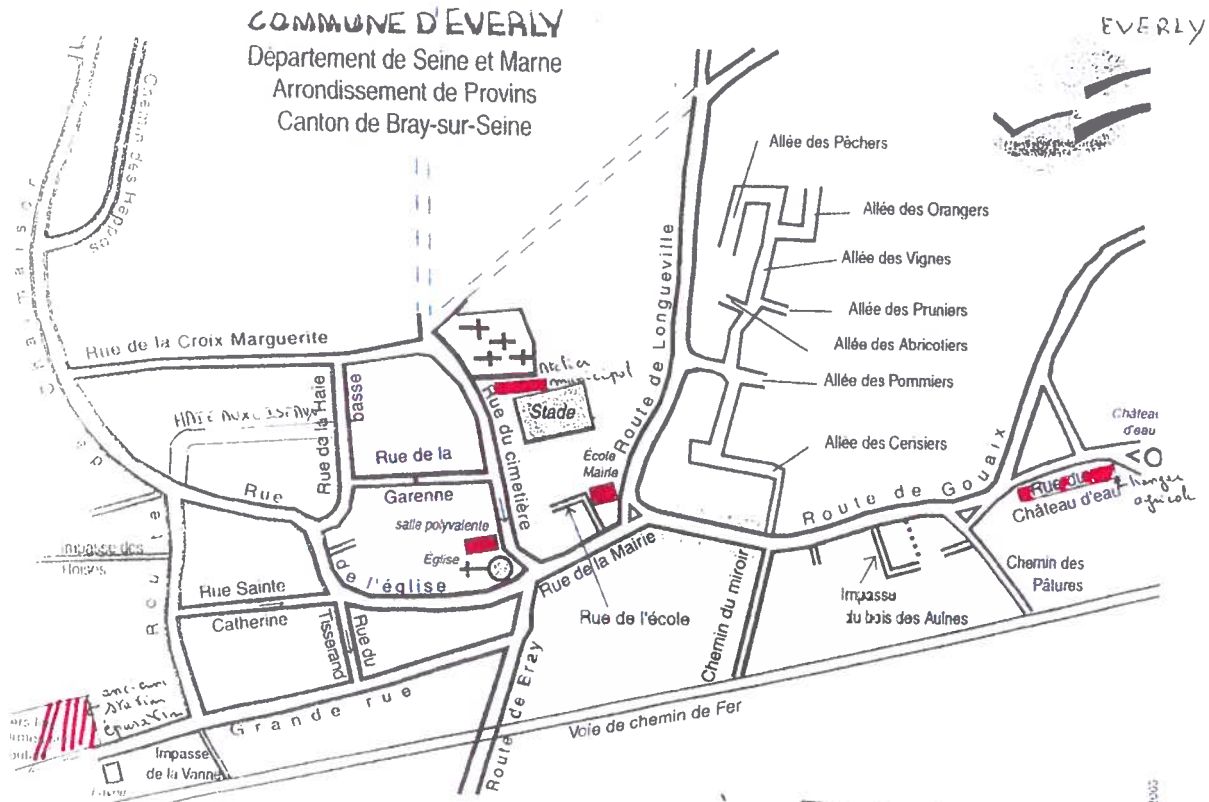 COMMUNE D'EVERLY
Département de Seine et Marne
Arrondissement de Provins
Canton de Bray-sur-Seine
EVERLY
Chemin des Happas
Allée des Pêchers
Allée des Orangers
Allée des Vignes
Allée des Pruniers
Allée des Abricotiers
Allée des Pommiers
Allée des Cerisiers
Route de Longueville
Rue de la Croix Marguerite
Rue de la Haie
basse
Atelier
municipal
Stade
Rue du cimetière
École
Mairie
Rue de la
Garenne
Rue
de l'église
salle polyvalente
Église
Rue de la Mairie
Rue de l'école
Route de Gouaix
Château
d'eau
Rue du
Château d'eau
hangar
agricole
Chemin des
Pâtures
Impasse
du bois des Aulnes
Chemin du miroir
Impasse des
Route
de
Rue Sainte
Catherine
Rue du
Tisserand
Grande rue
Route de Bray
Voie de chemin de Fer
station
épuration
Impasse
de la Vanne